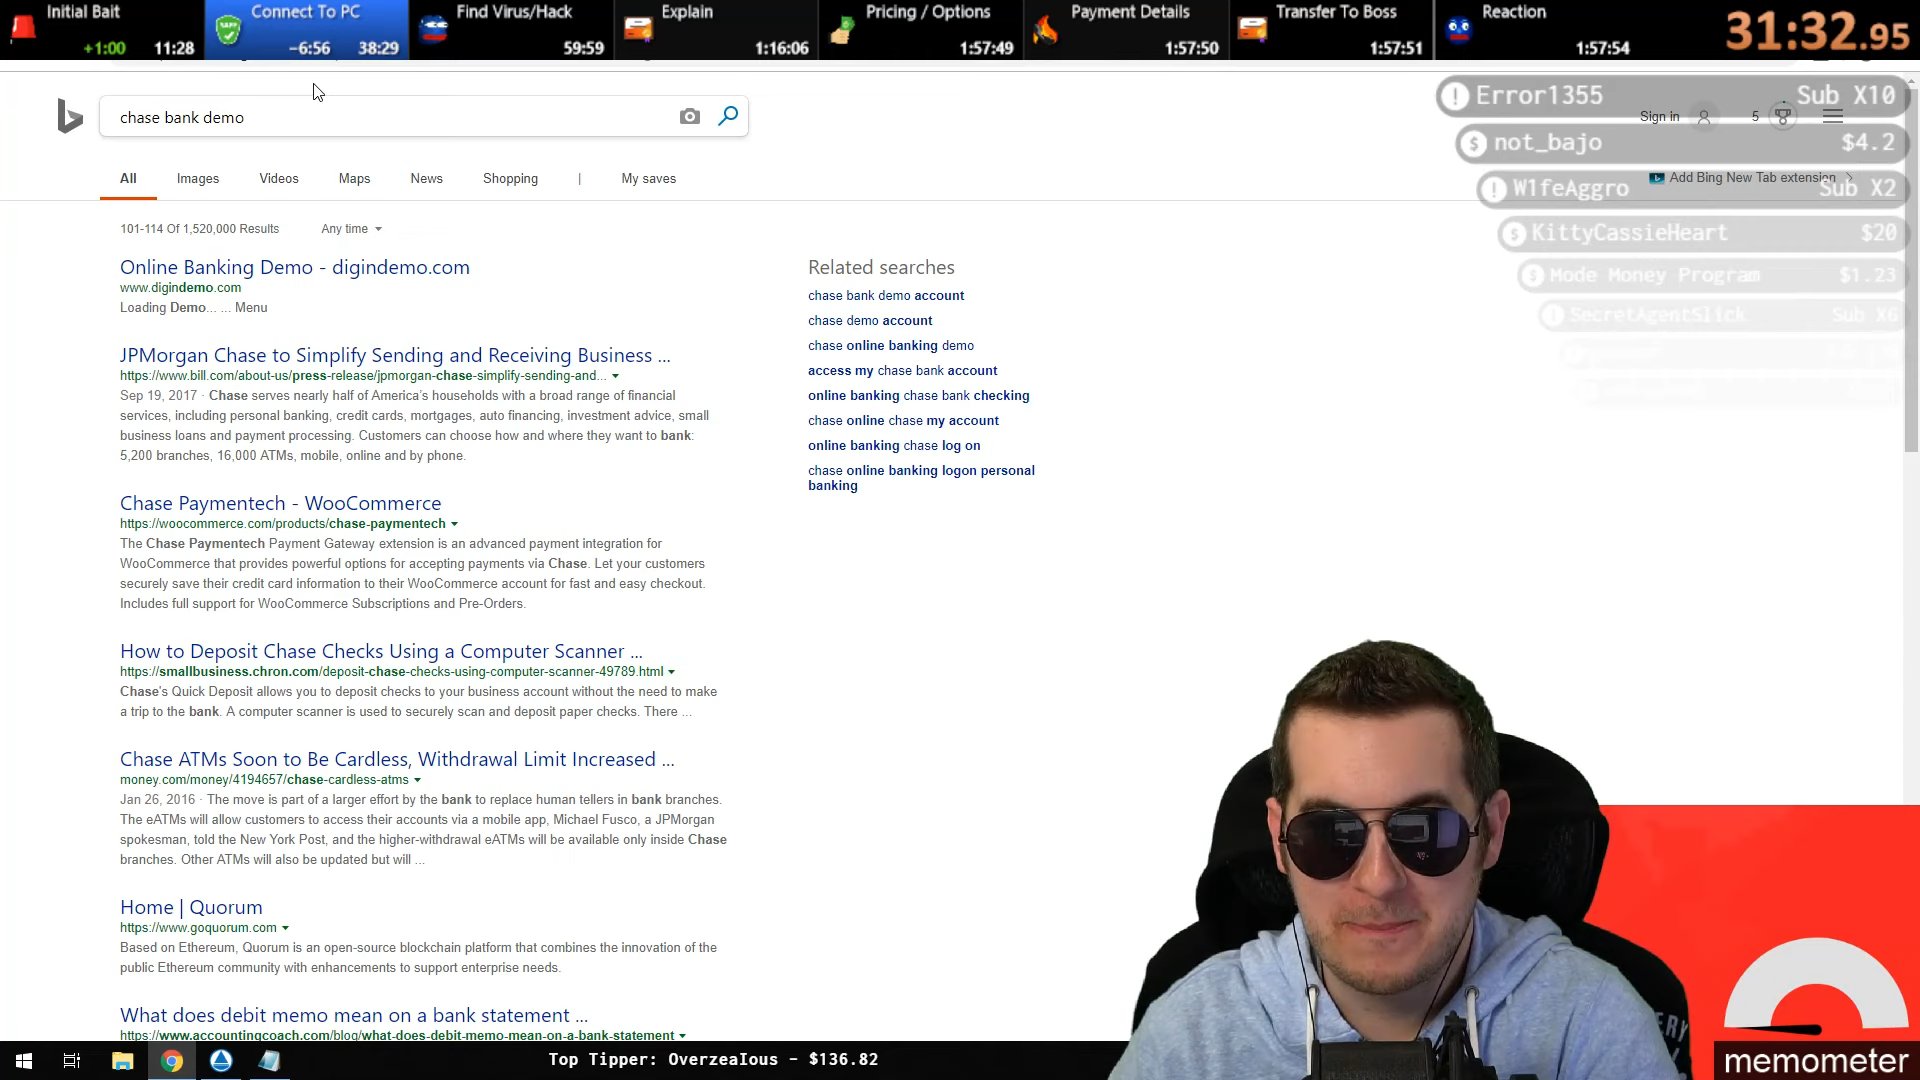 Initial Bait
+1:00 11:28
Connect To PC
-6:56 38:29
Find Virus/Hack
59:59
Explain
1:16:06
Pricing / Options
1:57:49
Payment Details
1:57:50
Transfer To Boss
1:57:51
Reaction
1:57:54
31:32.95
chase bank demo
Sign in
5
Error1355 Sub X10
not_bajo $4.2
W1feAggro Sub X2
KittyCassieHeart $20
Mode Money Program $1.23
SecretAgentSlick Sub X6
Add Bing New Tab extension
All Images Videos Maps News Shopping | My saves
101-114 Of 1,520,000 Results Any time
Online Banking Demo - digindemo.com
www.digindemo.com
Loading Demo... ... Menu
JPMorgan Chase to Simplify Sending and Receiving Business ...
https://www.bill.com/about-us/press-release/jpmorgan-chase-simplify-sending-and...
Sep 19, 2017 · Chase serves nearly half of America's households with a broad range of financial
services, including personal banking, credit cards, mortgages, auto financing, investment advice, small
business loans and payment processing. Customers can choose how and where they want to bank:
5,200 branches, 16,000 ATMs, mobile, online and by phone.
Chase Paymentech - WooCommerce
https://woocommerce.com/products/chase-paymentech
The Chase Paymentech Payment Gateway extension is an advanced payment integration for
WooCommerce that provides powerful options for accepting payments via Chase. Let your customers
securely save their credit card information to their WooCommerce account for fast and easy checkout.
Includes full support for WooCommerce Subscriptions and Pre-Orders.
How to Deposit Chase Checks Using a Computer Scanner ...
https://smallbusiness.chron.com/deposit-chase-checks-using-computer-scanner-49789.html
Chase's Quick Deposit allows you to deposit checks to your business account without the need to make
a trip to the bank. A computer scanner is used to securely scan and deposit paper checks. There ...
Chase ATMs Soon to Be Cardless, Withdrawal Limit Increased ...
money.com/money/4194657/chase-cardless-atms
Jan 26, 2016 · The move is part of a larger effort by the bank to replace human tellers in bank branches.
The eATMs will allow customers to access their accounts via a mobile app, Michael Fusco, a JPMorgan
spokesman, told the New York Post, and the higher-withdrawal eATMs will be available only inside Chase
branches. Other ATMs will also be updated but will ...
Home | Quorum
https://www.goquorum.com
Based on Ethereum, Quorum is an open-source blockchain platform that combines the innovation of the
public Ethereum community with enhancements to support enterprise needs.
What does debit memo mean on a bank statement ...
https://www.accountingcoach.com/blog/what-does-debit-memo-mean-on-a-bank-statement
Related searches
chase bank demo account
chase demo account
chase online banking demo
access my chase bank account
online banking chase bank checking
chase online chase my account
online banking chase log on
chase online banking logon personal
banking
Top Tipper: Overzealous - $136.82
memometer